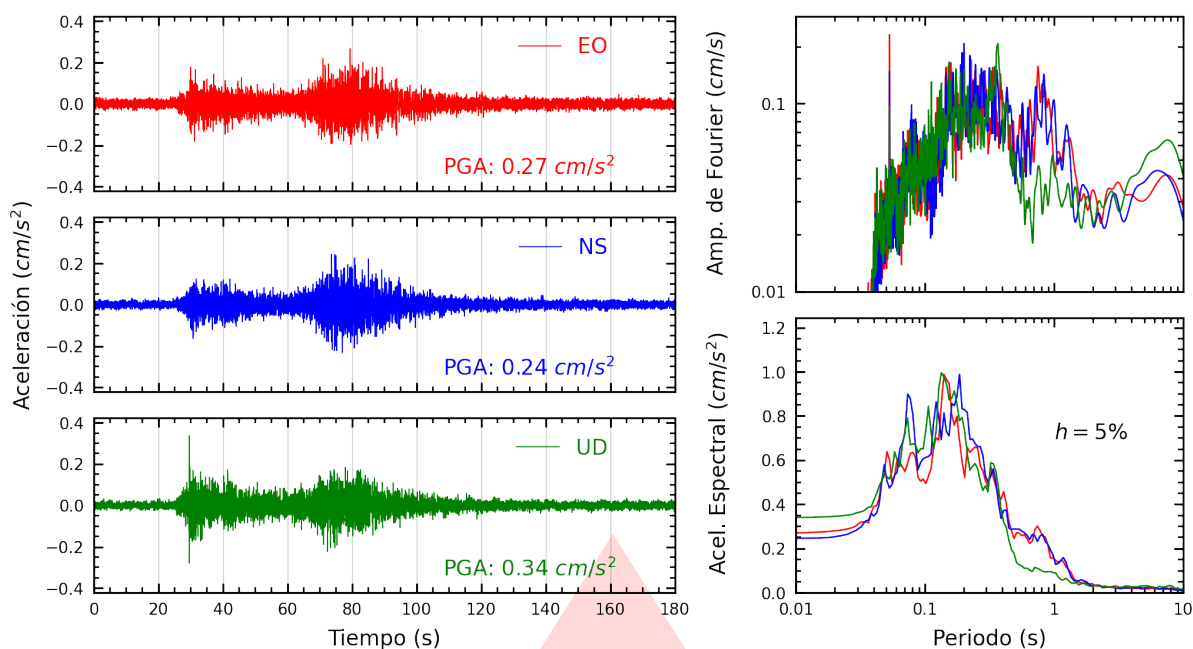 Aceleración (cm/s²)
0.4
0.2
0.0
−0.2
−0.4
EO
PGA: 0.27 cm/s²
0.4
0.2
0.0
−0.2
−0.4
NS
PGA: 0.24 cm/s²
0.4
0.2
0.0
−0.2
−0.4
UD
PGA: 0.34 cm/s²
0 20 40 60 80 100 120 140 160 180
Tiempo (s)
Amp. de Fourier (cm/s)
0.1
0.01
Acel. Espectral (cm/s²)
1.2
1.0
0.8
0.6
0.4
0.2
0.0
h = 5%
0.01 0.1 1 10
Periodo (s)